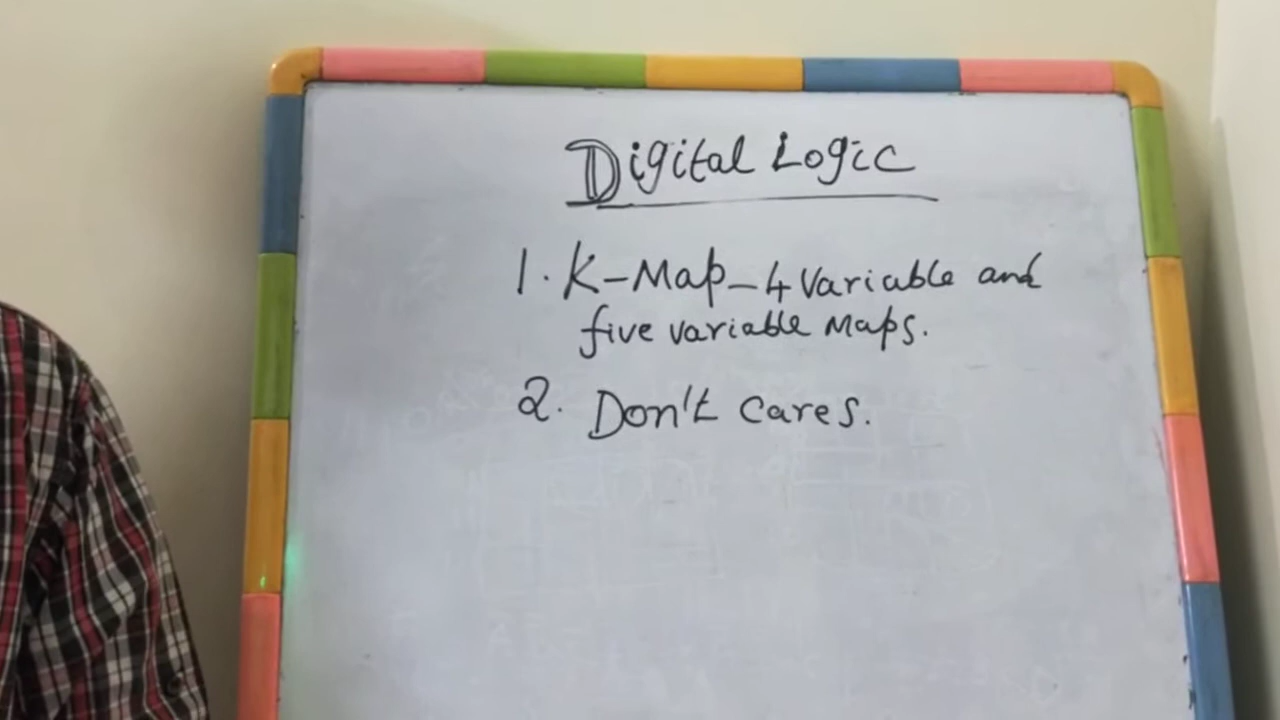 Digital Logic
1. K-Map-4 Variable and
five variable Maps.
2. Don't cares.